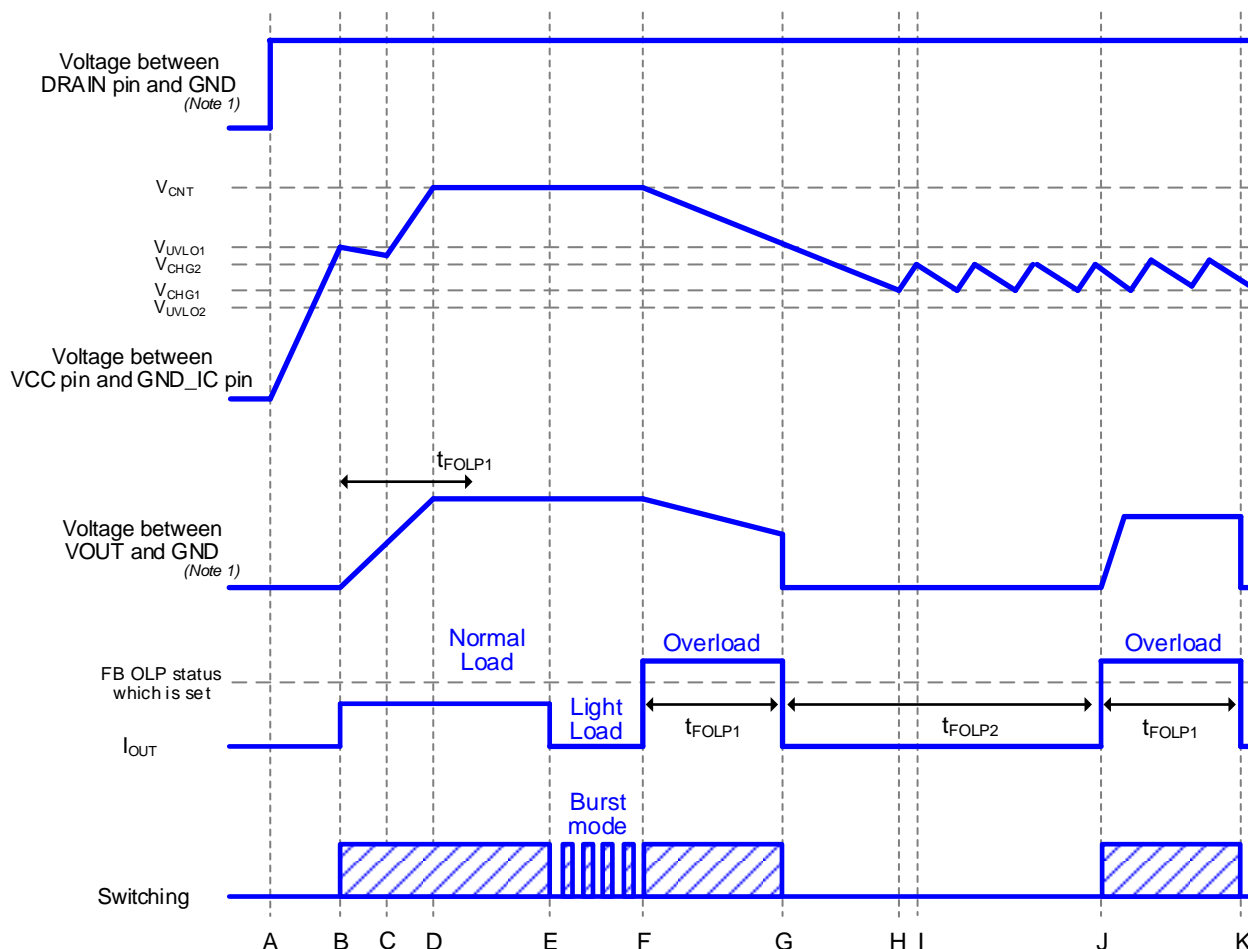 Voltage between
DRAIN pin and GND
(Note 1)
VCNT
VUVLO1
VCHG2
VCHG1
VUVLO2
Voltage between
VCC pin and GND_IC pin
tFOLP1
Voltage between
VOUT and GND
(Note 1)
Normal
Load
Overload
Overload
FB OLP status
which is set
Light
Load
tFOLP1
tFOLP2
tFOLP1
IOUT
Burst
mode
Switching
A B C D E F G H I J K